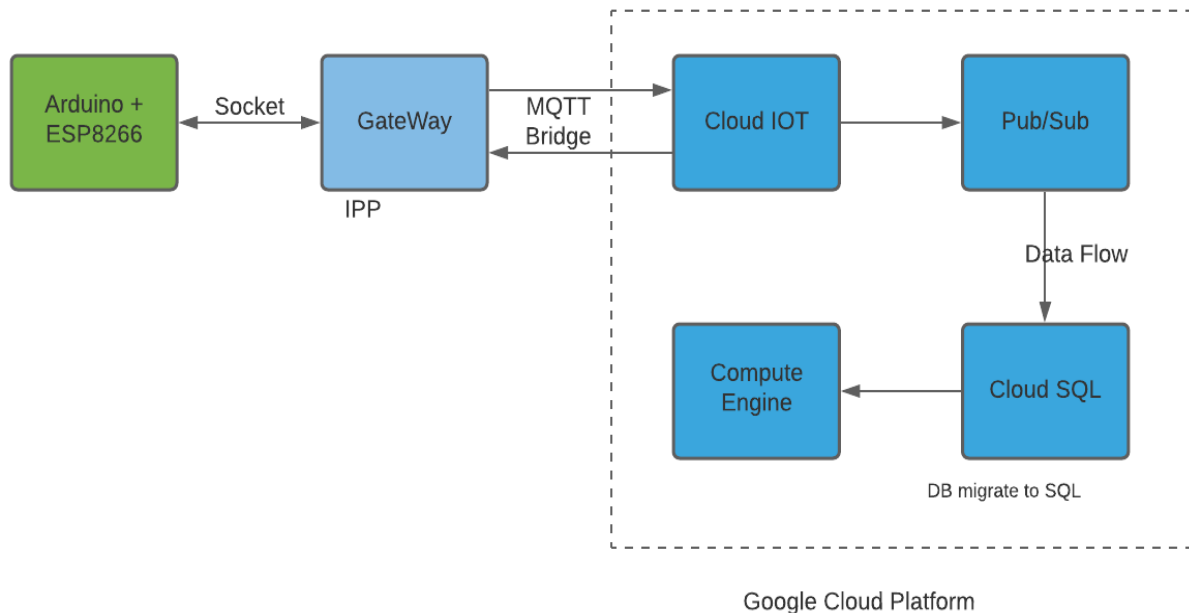 Arduino +
ESP8266
Socket
GateWay
IPP
MQTT
Bridge
Cloud IOT
Pub/Sub
Data Flow
Compute
Engine
Cloud SQL
DB migrate to SQL
Google Cloud Platform